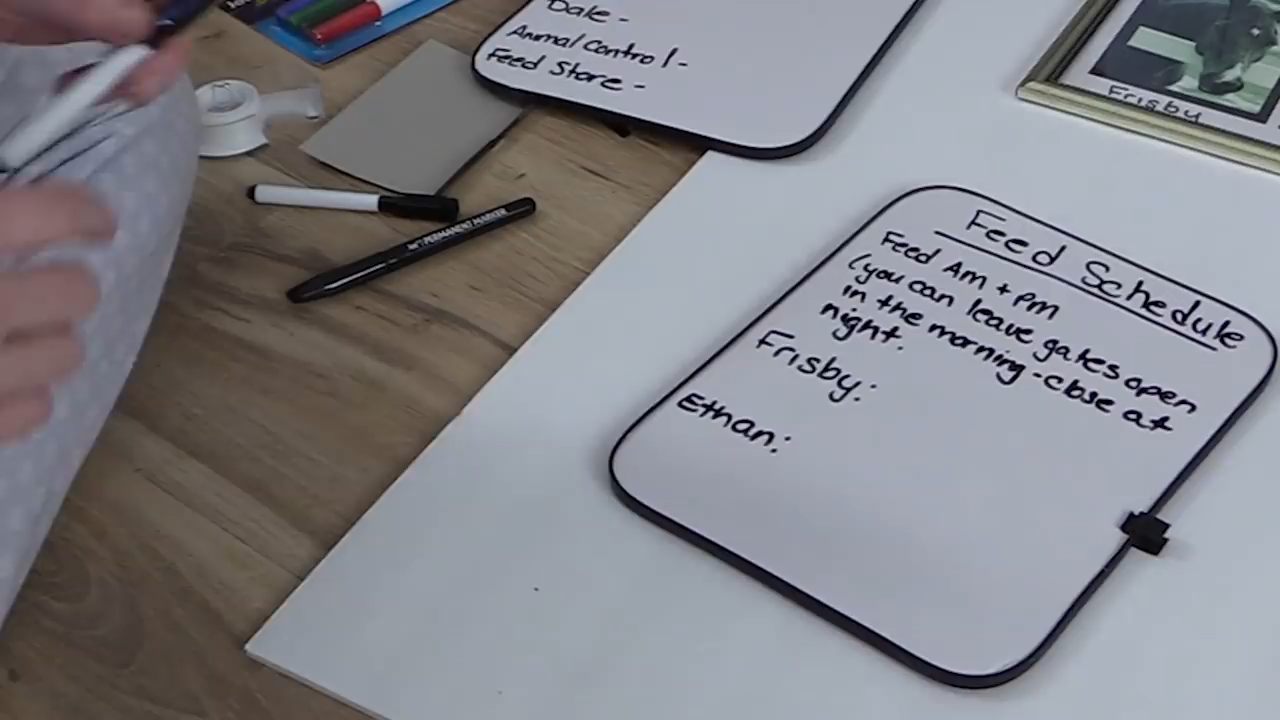 Dale -
Animal Control -
Feed Store -
Frisby
PERMANENT MARKER
Feed Schedule
Feed Am + pm
(you can leave gates open
in the morning - close at
night.
Frisby:
Ethan: